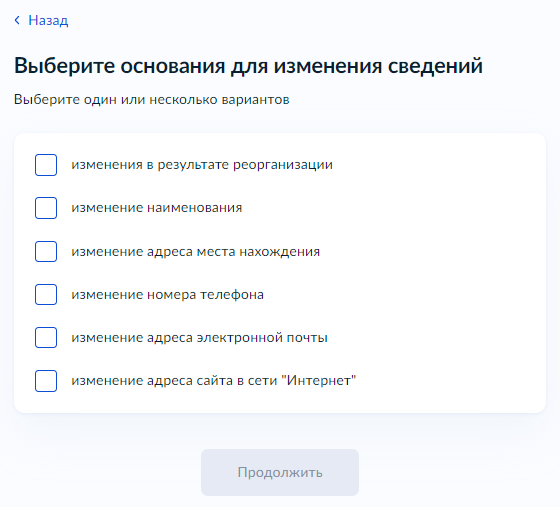 Назад
Выберите основания для изменения сведений
Выберите один или несколько вариантов
изменения в результате реорганизации
изменение наименования
изменение адреса места нахождения
изменение номера телефона
изменение адреса электронной почты
изменение адреса сайта в сети "Интернет"
Продолжить